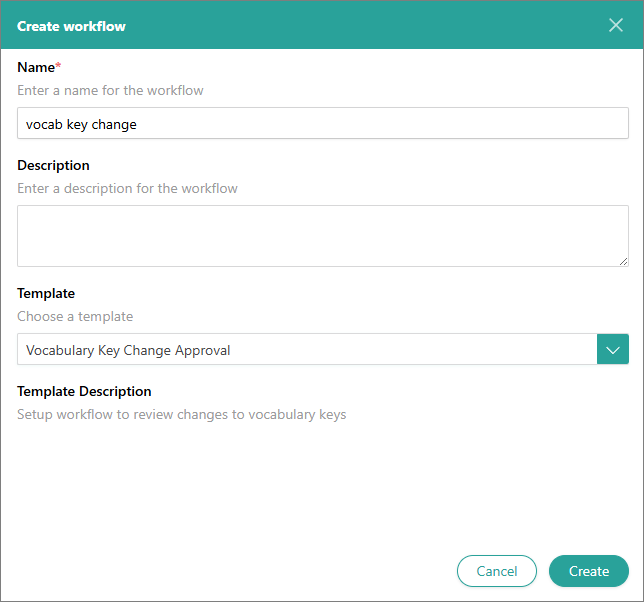 Create workflow
Name*
Enter a name for the workflow
vocab key change
Description
Enter a description for the workflow
Template
Choose a template
Vocabulary Key Change Approval
Template Description
Setup workflow to review changes to vocabulary keys
Cancel Create